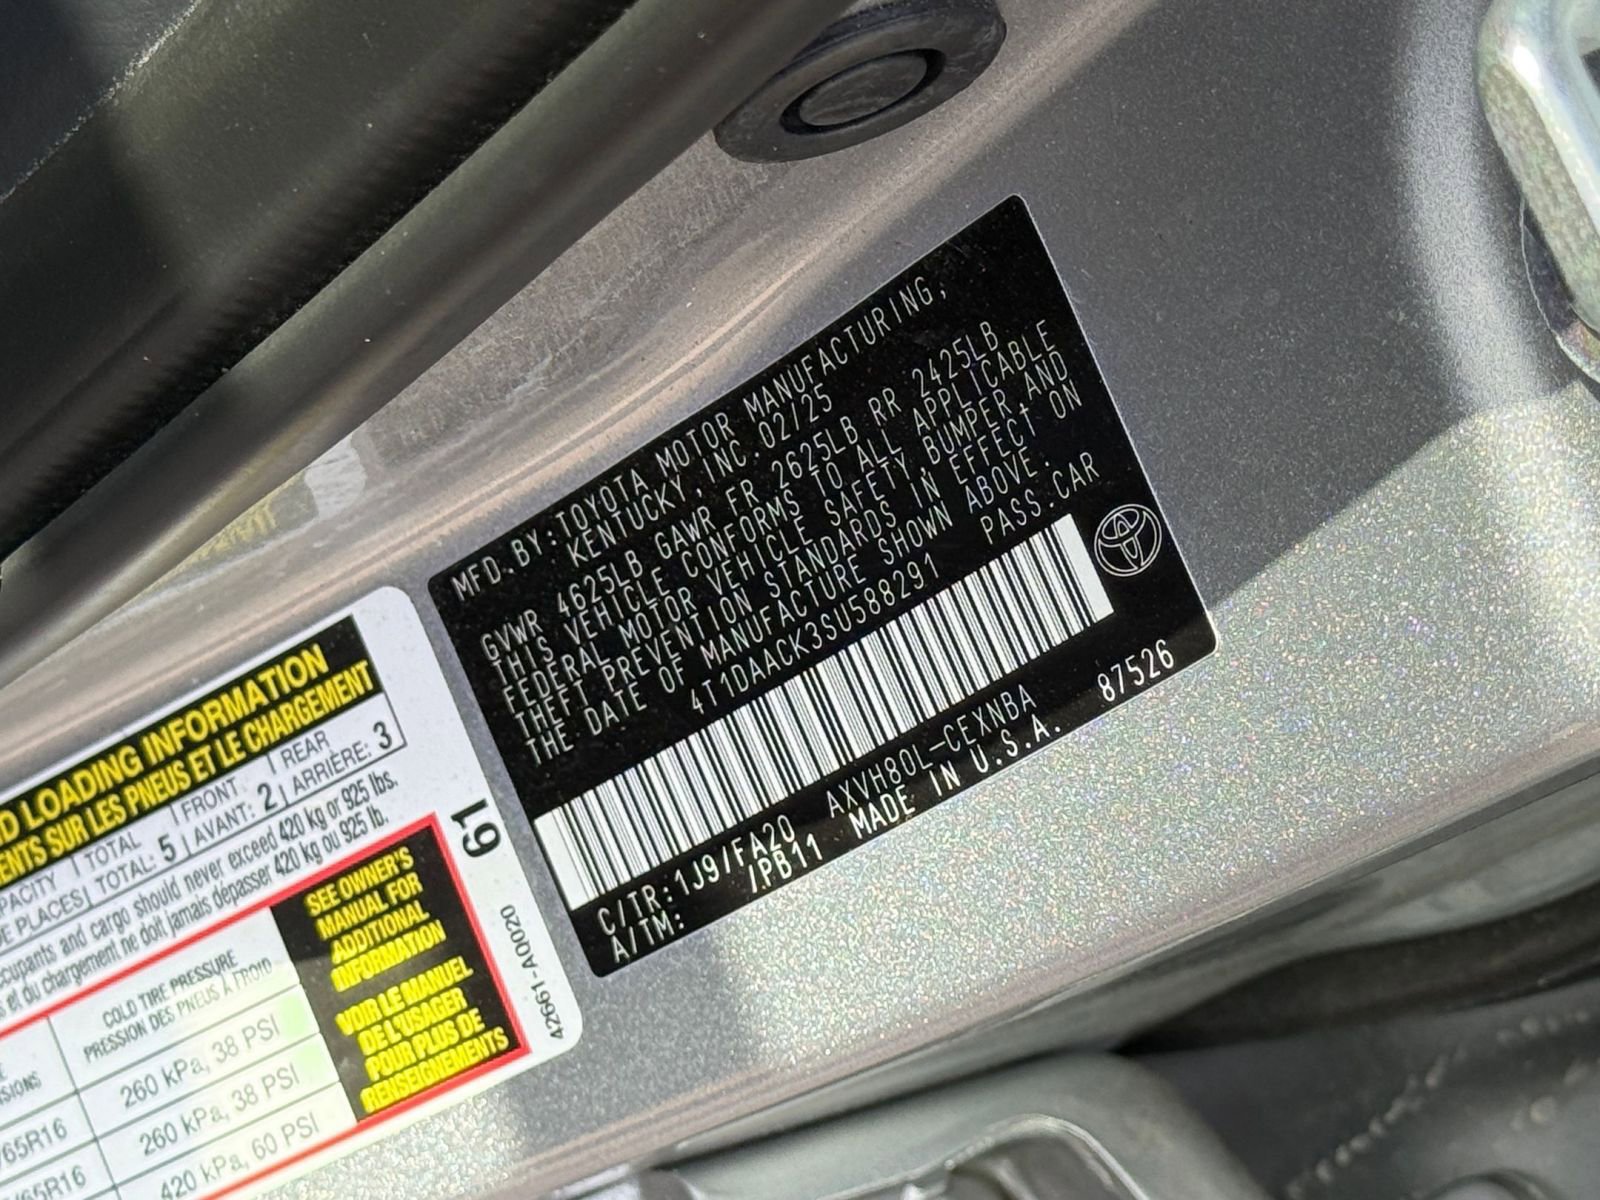 MFD. BY: TOYOTA MOTOR MANUFACTURING,
KENTUCKY, INC. 02/25
GVWR 4625LB GAWR FR 2625LB RR 2425LB
THIS VEHICLE CONFORMS TO ALL APPLICABLE
FEDERAL MOTOR VEHICLE SAFETY, BUMPER AND
THEFT PREVENTION STANDARDS IN EFFECT ON
THE DATE OF MANUFACTURE SHOWN ABOVE.
4T1DAACK3SU588291 PASS.CAR
C/TR:1J9/FA20 AXVH80L-CEXNBA 87526
A/TM: /PB11 MADE IN U.S.A.
LOADING INFORMATION
SUR LES PNEUS ET LE CHARGEMENT
TOTAL FRONT: REAR
TOTAL: 5 AVANT: 2 ARRIÈRE: 3
PLACES
and cargo should never exceed 420 kg or 925 lbs.
et du chargement ne doit jamais dépasser 420 kg ou 925 lb.
COLD TIRE PRESSURE
PRESSION DES PNEUS À FROID
260 kPa, 38 PSI
/65R16 260 kPa, 38 PSI
420 kPa, 60 PSI
SEE OWNER'S
MANUAL FOR
ADDITIONAL
INFORMATION
VOIR LE MANUEL
DE L'USAGER
POUR PLUS DE
RENSEIGNEMENTS
61
42661-A0020